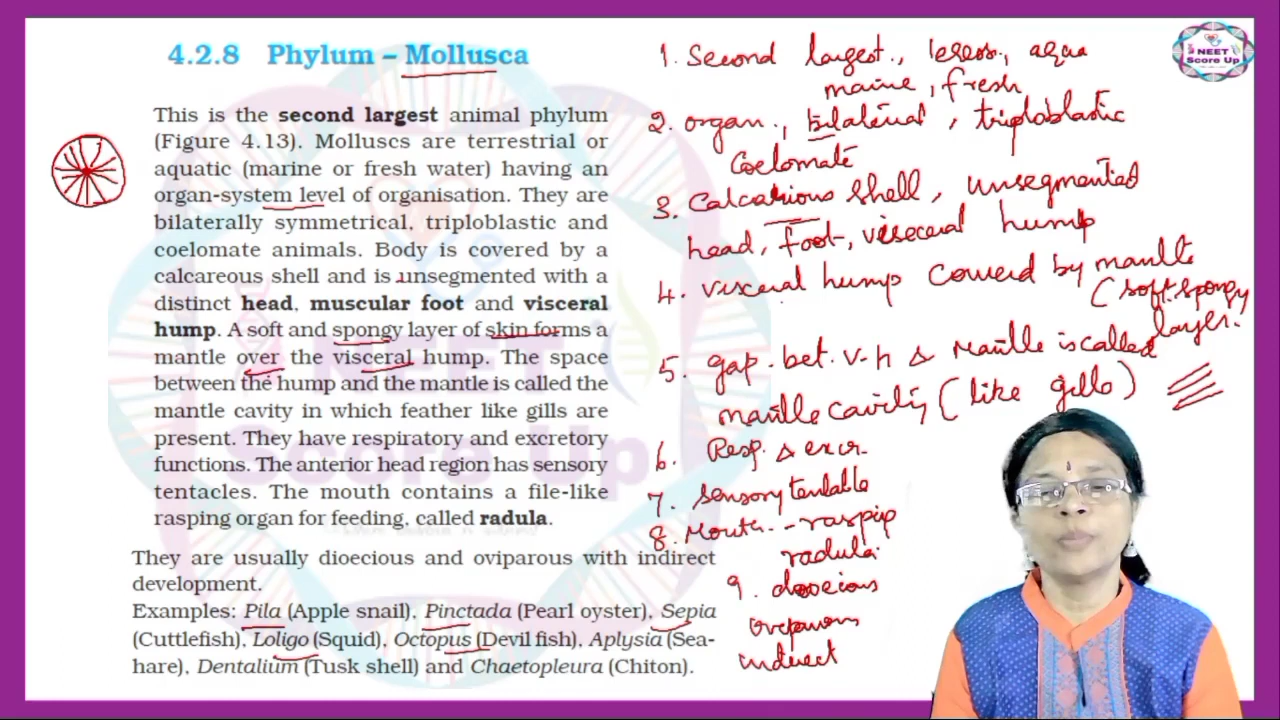 4.2.8 Phylum – Mollusca
This is the second largest animal phylum
(Figure 4.13). Molluscs are terrestrial or
aquatic (marine or fresh water) having an
organ-system level of organisation. They are
bilaterally symmetrical, triploblastic and
coelomate animals. Body is covered by a
calcareous shell and is unsegmented with a
distinct head, muscular foot and visceral
hump. A soft and spongy layer of skin forms a
mantle over the visceral hump. The space
between the hump and the mantle is called the
mantle cavity in which feather like gills are
present. They have respiratory and excretory
functions. The anterior head region has sensory
tentacles. The mouth contains a file-like
rasping organ for feeding, called radula.
They are usually dioecious and oviparous with indirect
development.
Examples: Pila (Apple snail), Pinctada (Pearl oyster), Sepia
(Cuttlefish), Loligo (Squid), Octopus (Devil fish), Aplysia (Sea-
hare), Dentalium (Tusk shell) and Chaetopleura (Chiton).
1. Second largest., aqua
marine, fresh
2. organ., bilaterial, triploblastic
Coelomate
3. Calcarious shell, unsegmented
head, foot, visceral hump
4. visceral hump covered by mantle
(soft. spongy
layer.
5. gap. bet. v-h & Mantle is called
mantle cavity (like gills)
6. Resp. & excr.
7. sensory
8. Mouth --
radula.
9.
indirect
NEET
Score Up
NEET
Score Up